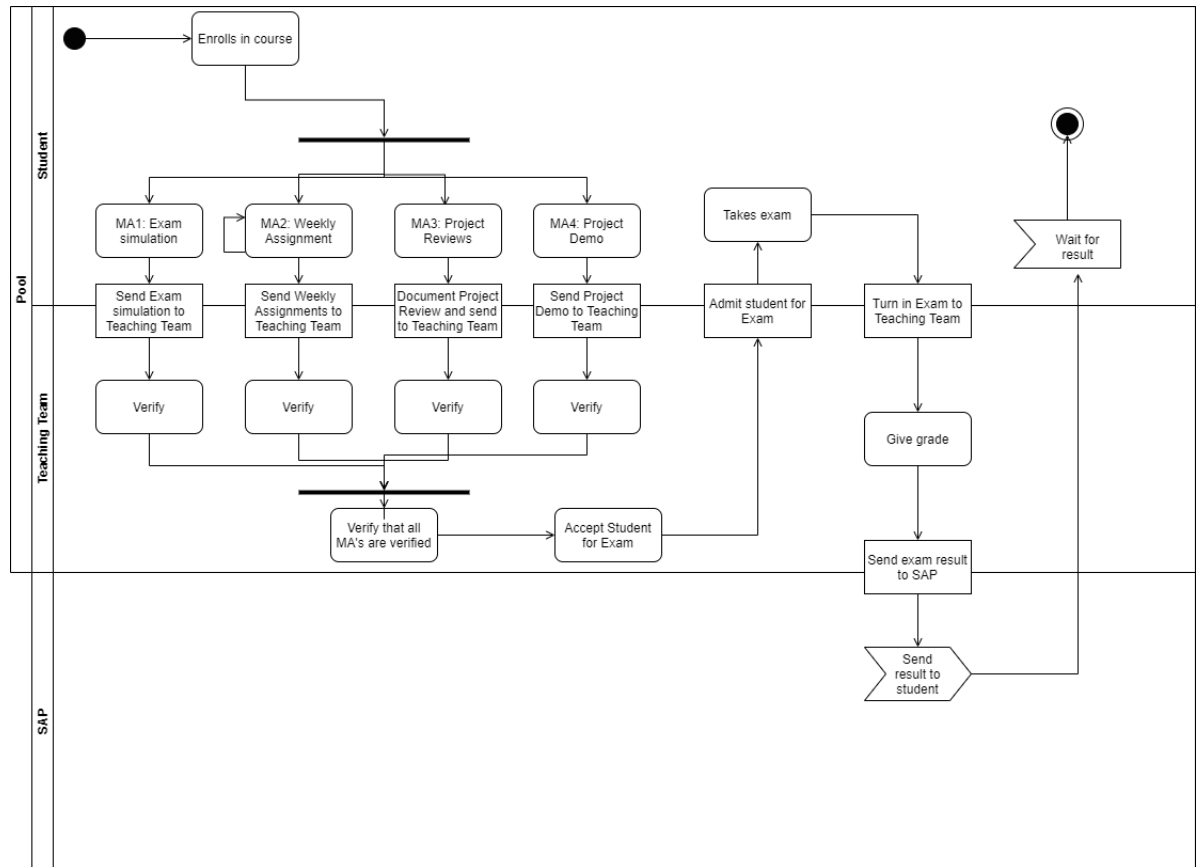 Pool
Student
Teaching Team
SAP
Enrolls in course
MA1: Exam
simulation
MA2: Weekly
Assignment
MA3: Project
Reviews
MA4: Project
Demo
Takes exam
Wait for
result
Send Exam
simulation to
Teaching Team
Send Weekly
Assignments to
Teaching Team
Document Project
Review and send
to Teaching Team
Send Project
Demo to Teaching
Team
Admit student for
Exam
Turn in Exam to
Teaching Team
Verify
Verify
Verify
Verify
Give grade
Verify that all
MA's are verified
Accept Student
for Exam
Send exam result
to SAP
Send
result to
student